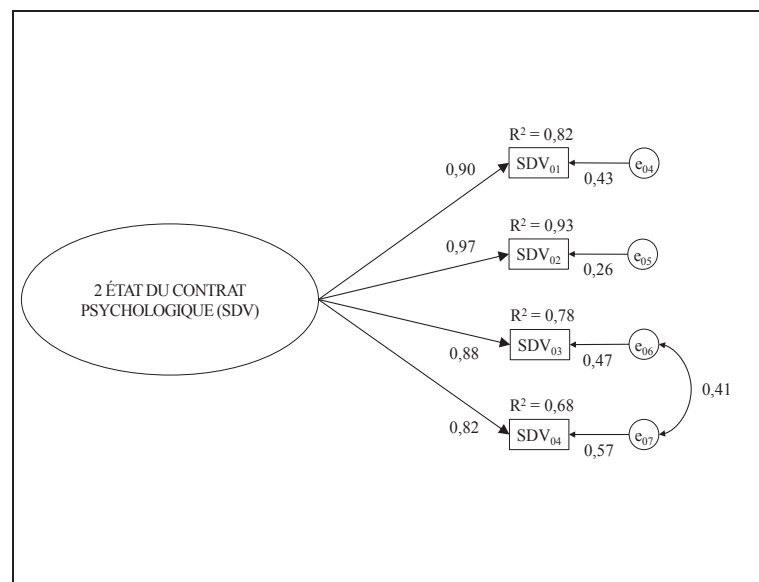 R² = 0,82
0,90
SDV₀₁
0,43
e₀₄
R² = 0,93
0,97
SDV₀₂
0,26
e₀₅
2 ÉTAT DU CONTRAT
PSYCHOLOGIQUE (SDV)
R² = 0,78
0,88
SDV₀₃
0,47
e₀₆
0,41
R² = 0,68
0,82
SDV₀₄
0,57
e₀₇